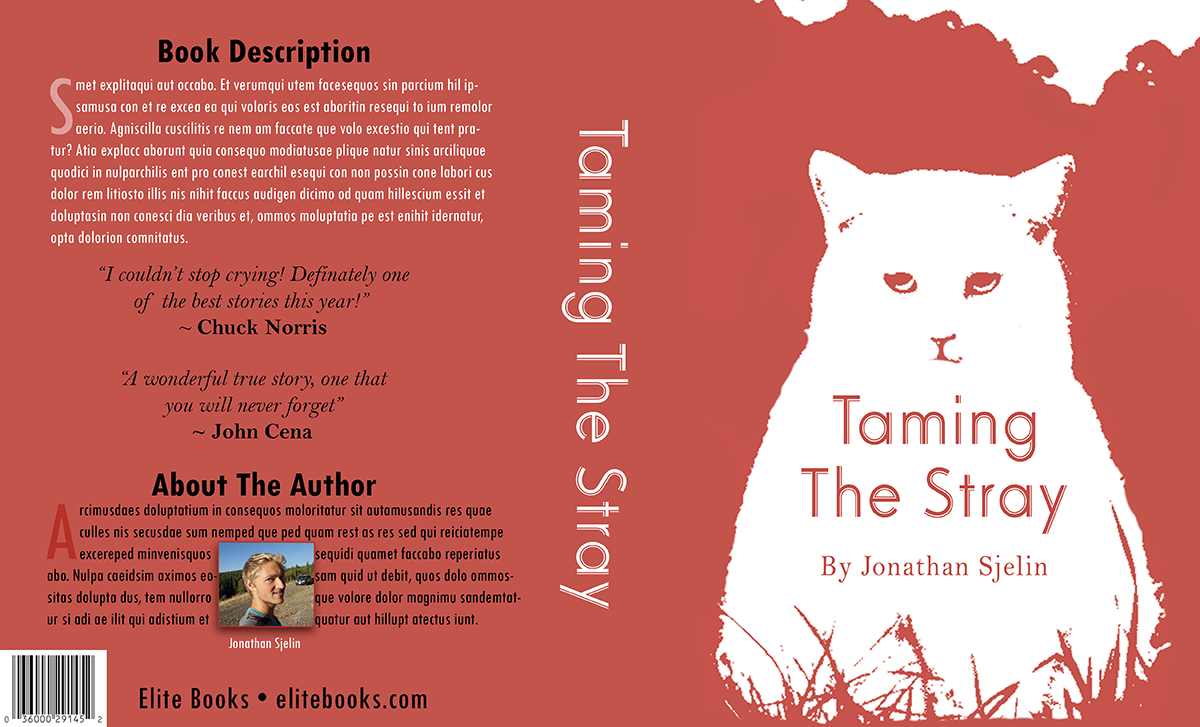 Book Description
Smet explitaqui aut occabo. Et verumqui utem facesequos sin parcium hil ip-
samusa con et re excea ea qui voloris eos est aboritin resequi to ium remolor
aerio. Agniscilla cuscilitis re nem am faccate que volo excestio qui tent pra-
tur? Atia explacc aborunt quia consequo modiatusae plique natur sinis arciliquae
quodici in nulparchilis ent pro conest earchil esequi con non possin cone labori cus
dolor rem litiosto illis nis nihit faccus audigen dicimo od quam hillescium essit et
doluptasin non conesci dia veribus et, ommos moluptatia pe est enihit idernatur,
opta dolorion comnitatus.
“I couldn’t stop crying! Definately one
of the best stories this year!”
~ Chuck Norris
“A wonderful true story, one that
you will never forget”
~ John Cena
About The Author
Arcimusdaes doluptatium in consequos moloritatur sit autamusandis res quae
culles nis secusdae sum nemped que ped quam rest as res sed qui reiciatempe
excereped minvenisquos sequidi quamet faccabo reperiatus
abo. Nulpa caeidsim aximos eo- sam quid ut debit, quos dolo ommos-
sitas dolupta dus, tem nullorro que volore dolor magnimu sandemtat-
ur si adi ae ilit qui adistium et quatur aut hillupt atectus iunt.
Jonathan Sjelin
Elite Books • elitebooks.com
0 36000 29145 2
Taming The Stray
Taming
The Stray
By Jonathan Sjelin